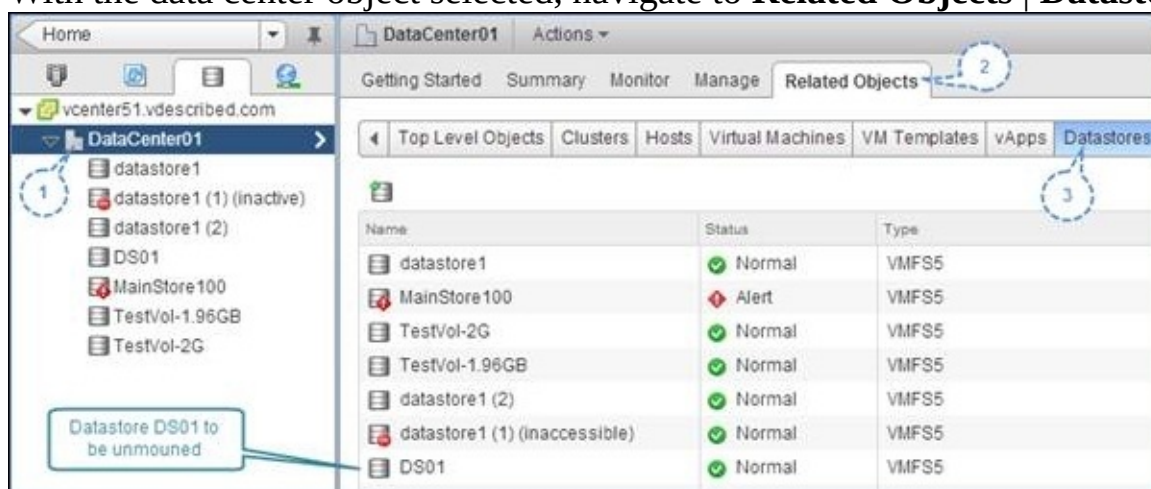 With the data center object selected, navigate to Related Objects | Datasto
Home
DataCenter01 Actions
Getting Started Summary Monitor Manage Related Objects
2
vcenter51.vdescribed.com
DataCenter01
1
datastore1
datastore1 (1) (inactive)
datastore1 (2)
DS01
MainStore100
TestVol-1.96GB
TestVol-2G
Datastore DS01 to
be unmouned
Top Level Objects Clusters Hosts Virtual Machines VM Templates vApps Datastores
3
Name Status Type
datastore1 Normal VMFS5
MainStore100 Alert VMFS5
TestVol-2G Normal VMFS5
TestVol-1.96GB Normal VMFS5
datastore1 (2) Normal VMFS5
datastore1 (1) (inaccessible) Normal VMFS5
DS01 Normal VMFS5